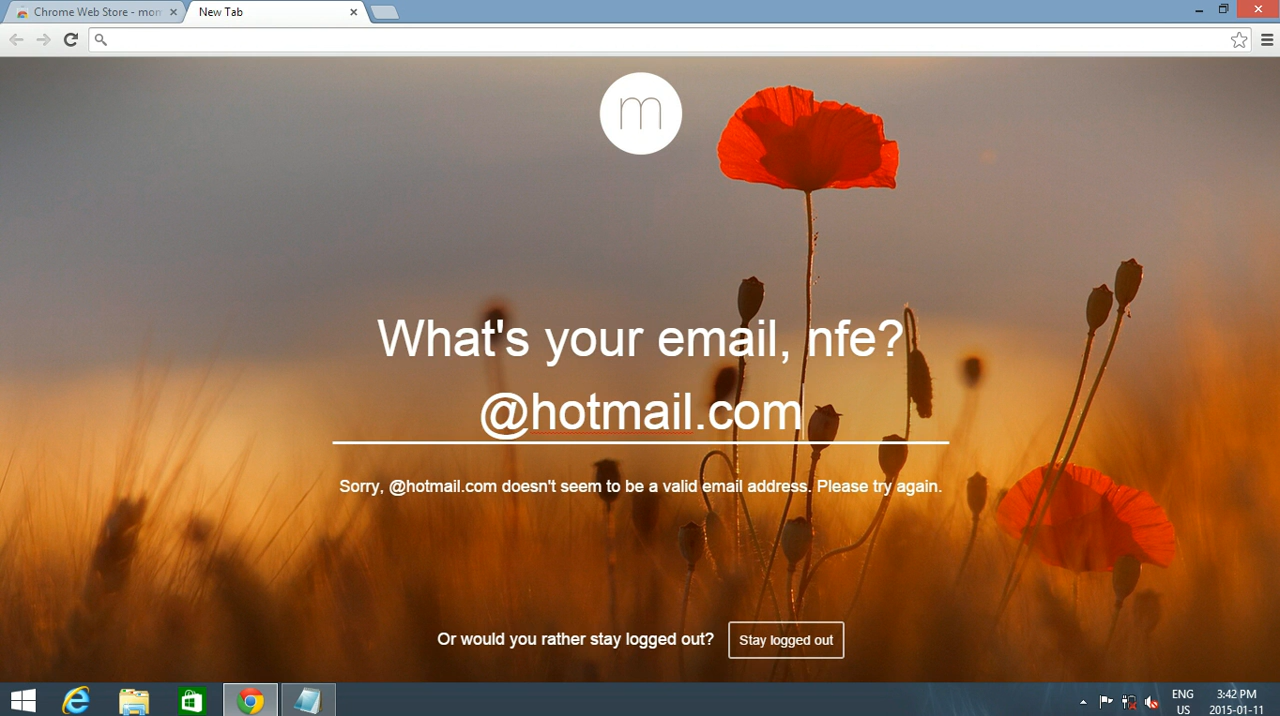 Chrome Web Store - mom
New Tab
m
What's your email, nfe?
@hotmail.com
Sorry, @hotmail.com doesn't seem to be a valid email address. Please try again.
Or would you rather stay logged out?
Stay logged out
ENG
US
3:42 PM
2015-01-11